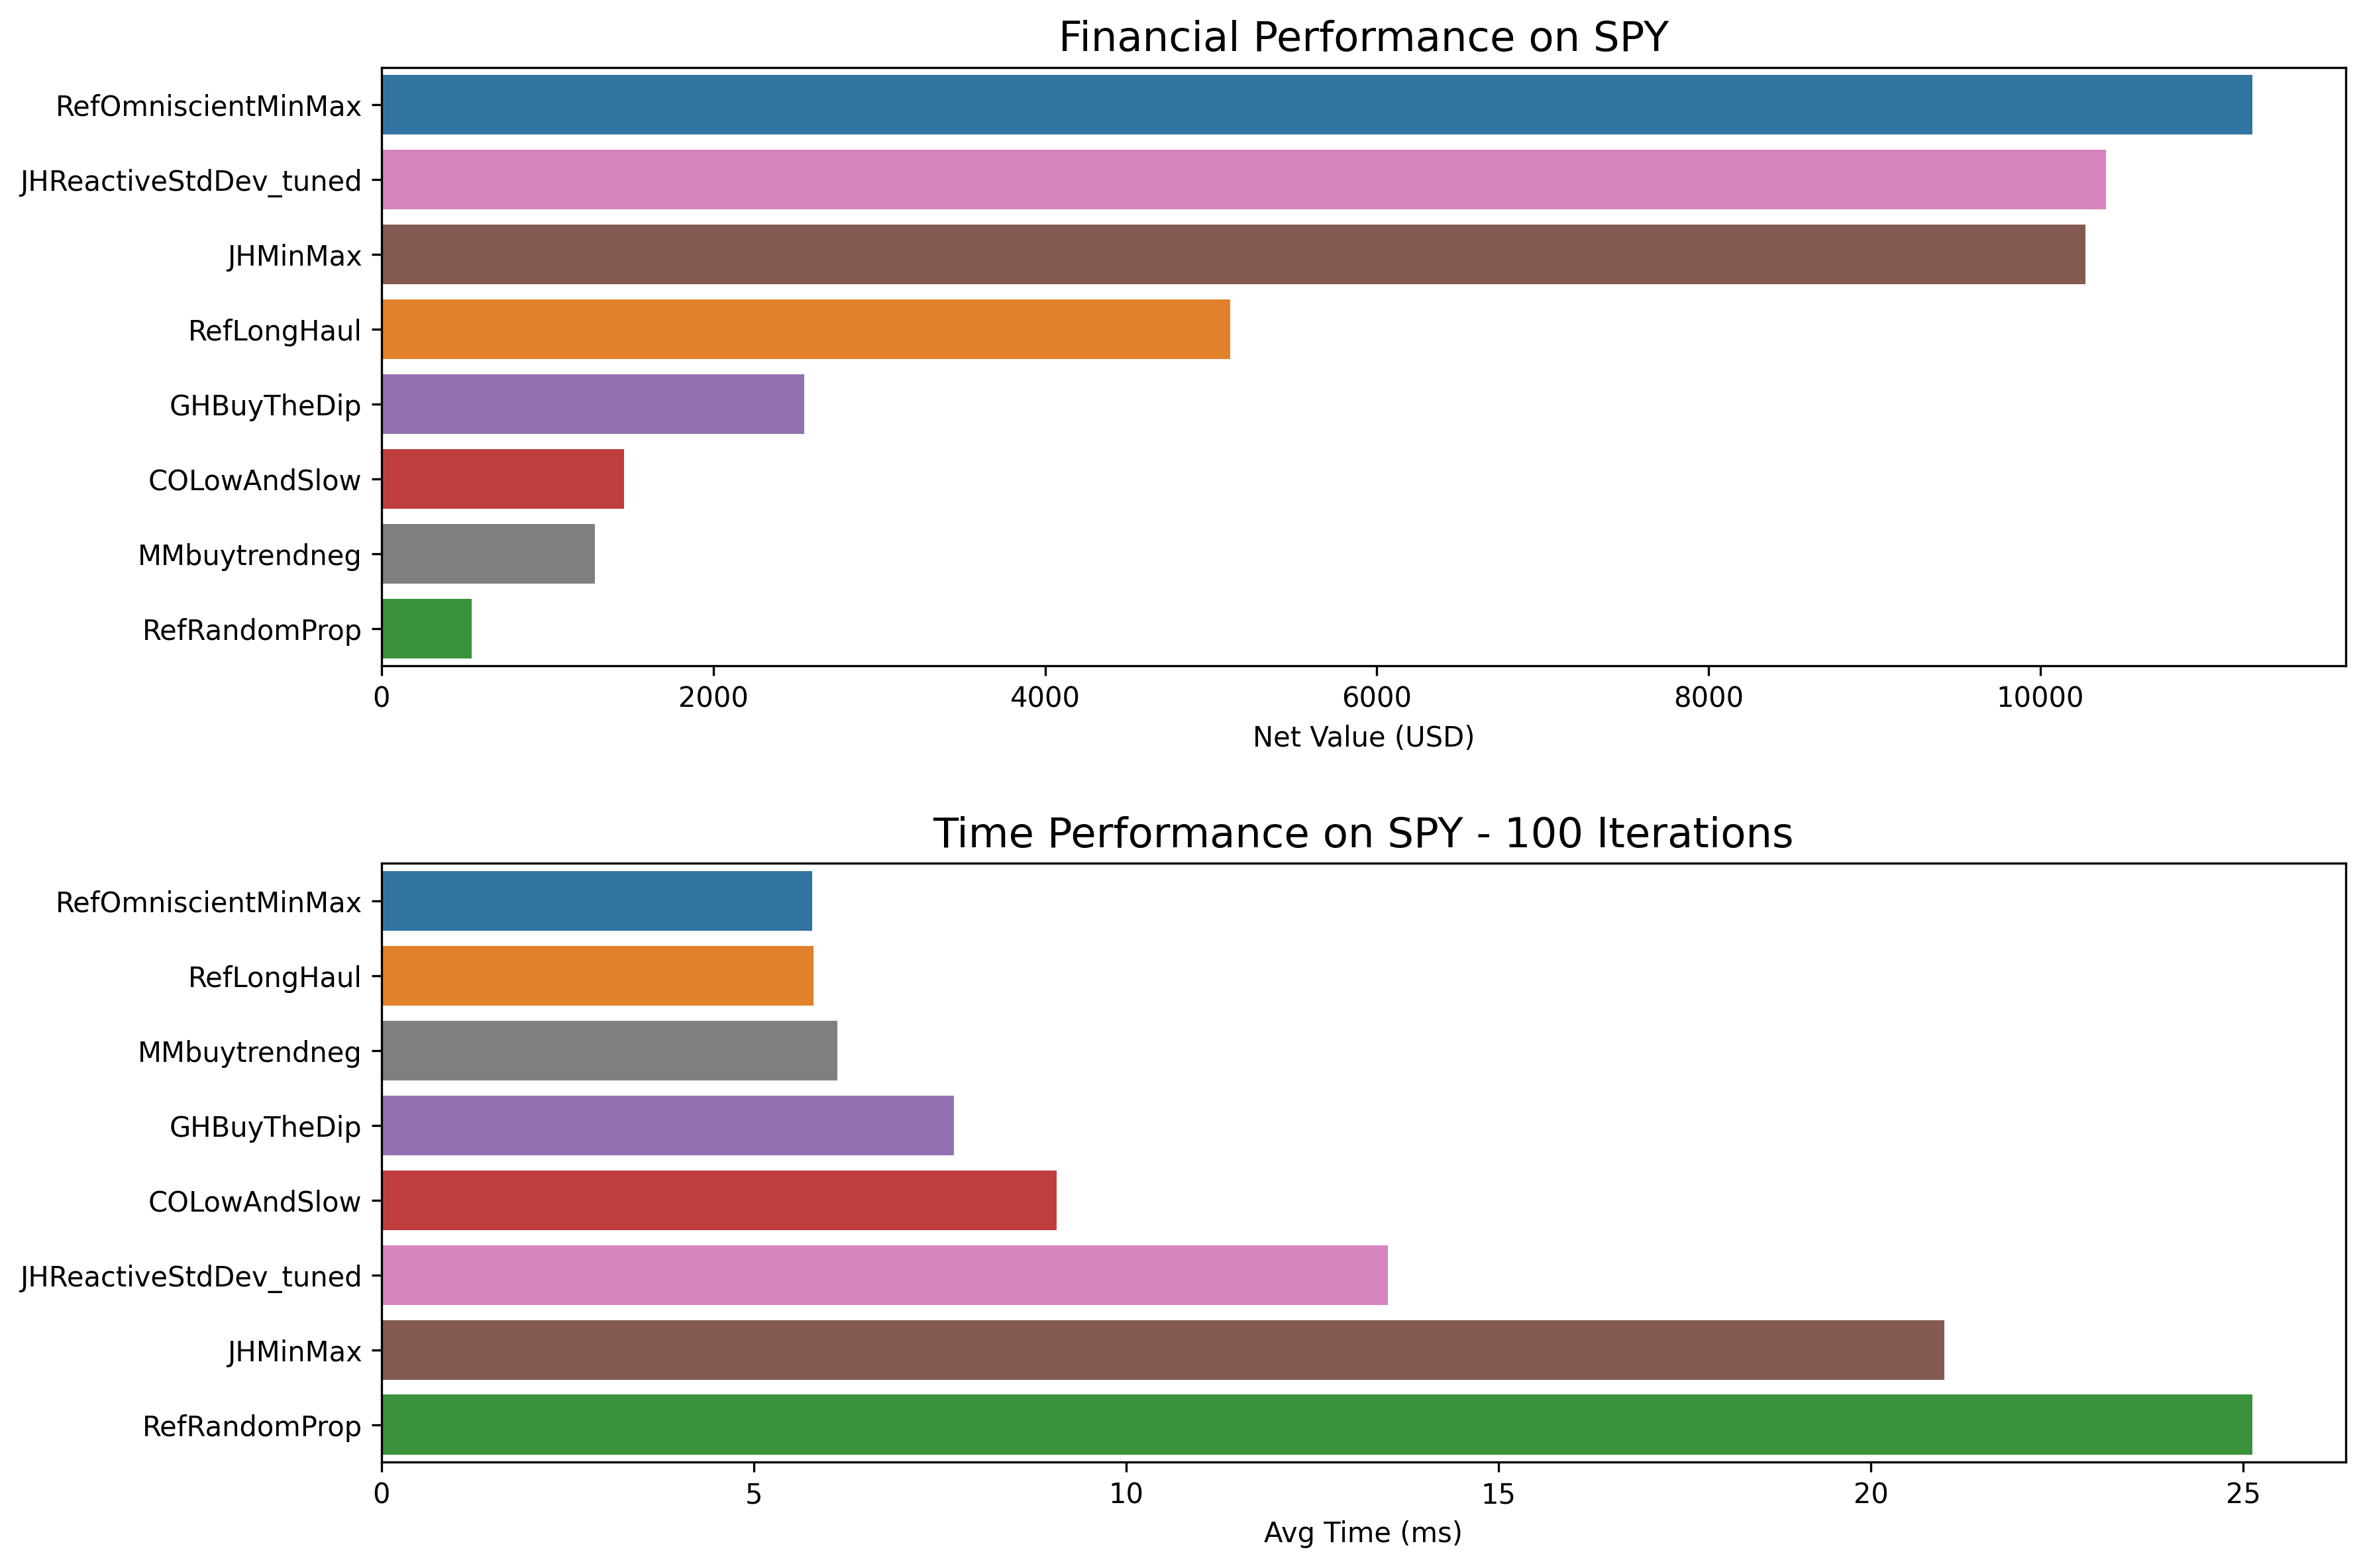 Financial Performance on SPY
RefOmniscientMinMax
JHReactiveStdDev_tuned
JHMinMax
RefLongHaul
GHBuyTheDip
COLowAndSlow
MMbuytrendneg
RefRandomProp
0 2000 4000 6000 8000 10000
Net Value (USD)
Time Performance on SPY - 100 Iterations
RefOmniscientMinMax
RefLongHaul
MMbuytrendneg
GHBuyTheDip
COLowAndSlow
JHReactiveStdDev_tuned
JHMinMax
RefRandomProp
0 5 10 15 20 25
Avg Time (ms)